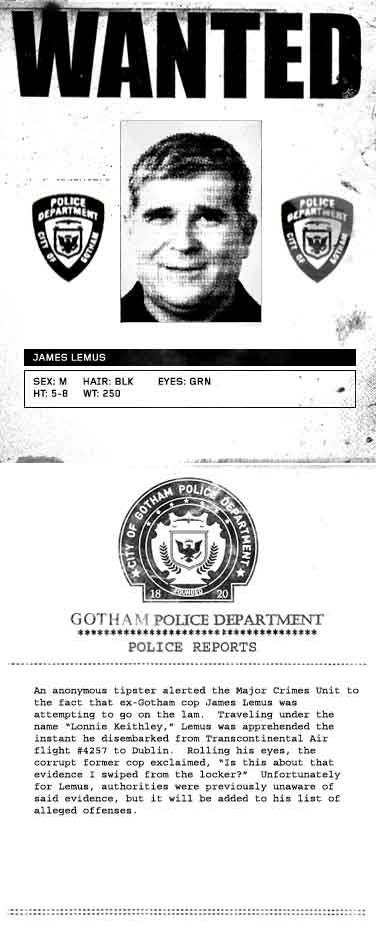 WANTED
POLICE
DEPARTMENT
CITY OF GOTHAM
POLICE
DEPARTMENT
CITY OF GOTHAM
JAMES LEMUS
SEX: M HAIR: BLK EYES: GRN
HT: 5-8 WT: 250
CITY OF GOTHAM POLICE DEPARTMENT
FOUNDED
18 20
GOTHAM POLICE DEPARTMENT
************************************
POLICE REPORTS
An anonymous tipster alerted the Major Crimes Unit to
the fact that ex-Gotham cop James Lemus was
attempting to go on the lam. Traveling under the
name "Lonnie Keithley," Lemus was apprehended the
instant he disembarked from Transcontinental Air
flight #4257 to Dublin. Rolling his eyes, the
corrupt former cop exclaimed, "Is this about that
evidence I swiped from the locker?" Unfortunately
for Lemus, authorities were previously unaware of
said evidence, but it will be added to his list of
alleged offenses.